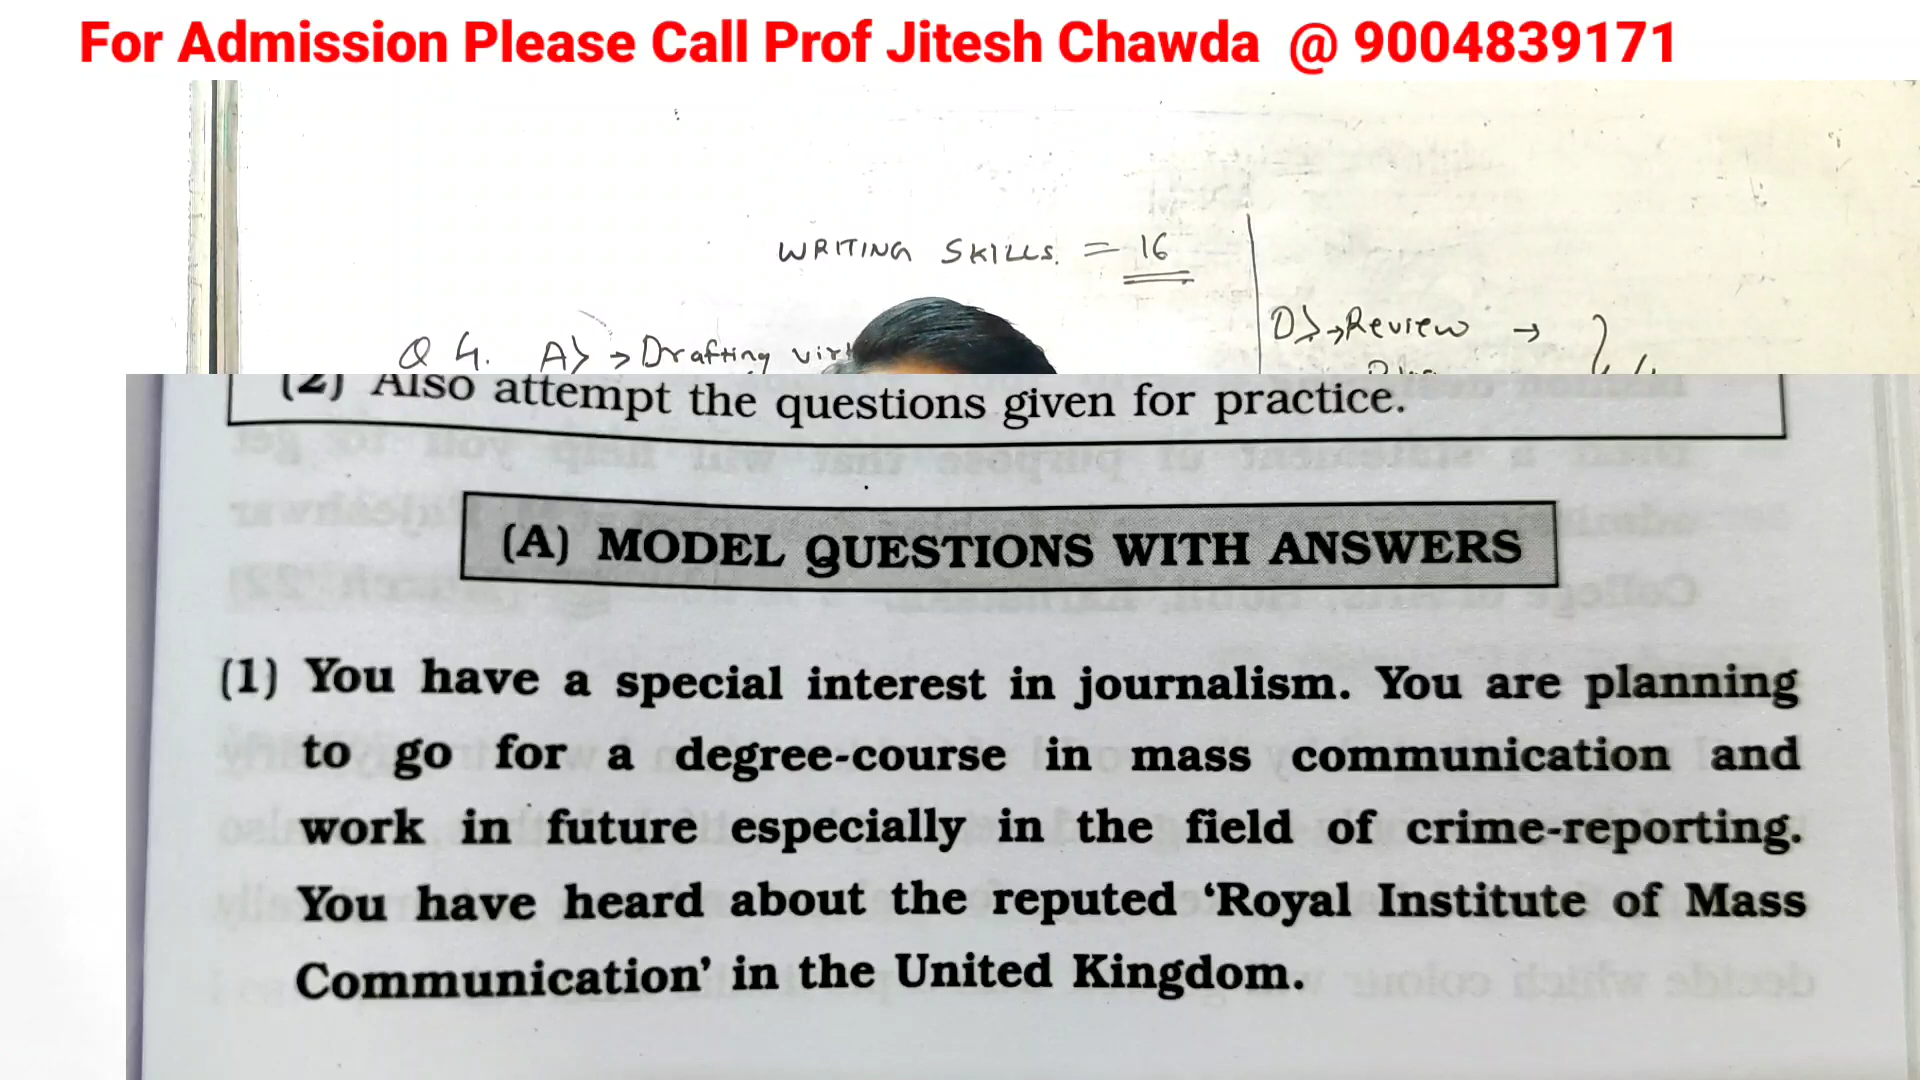 For Admission Please Call Prof Jitesh Chawda @ 9004839171
WRITING SKILLS. = 16
Q 4. A) → Drafting
D) → Review →
(2) Also attempt the questions given for practice.
(A) MODEL QUESTIONS WITH ANSWERS
(1) You have a special interest in journalism. You are planning
to go for a degree-course in mass communication and
work in future especially in the field of crime-reporting.
You have heard about the reputed ‘Royal Institute of Mass
Communication’ in the United Kingdom.